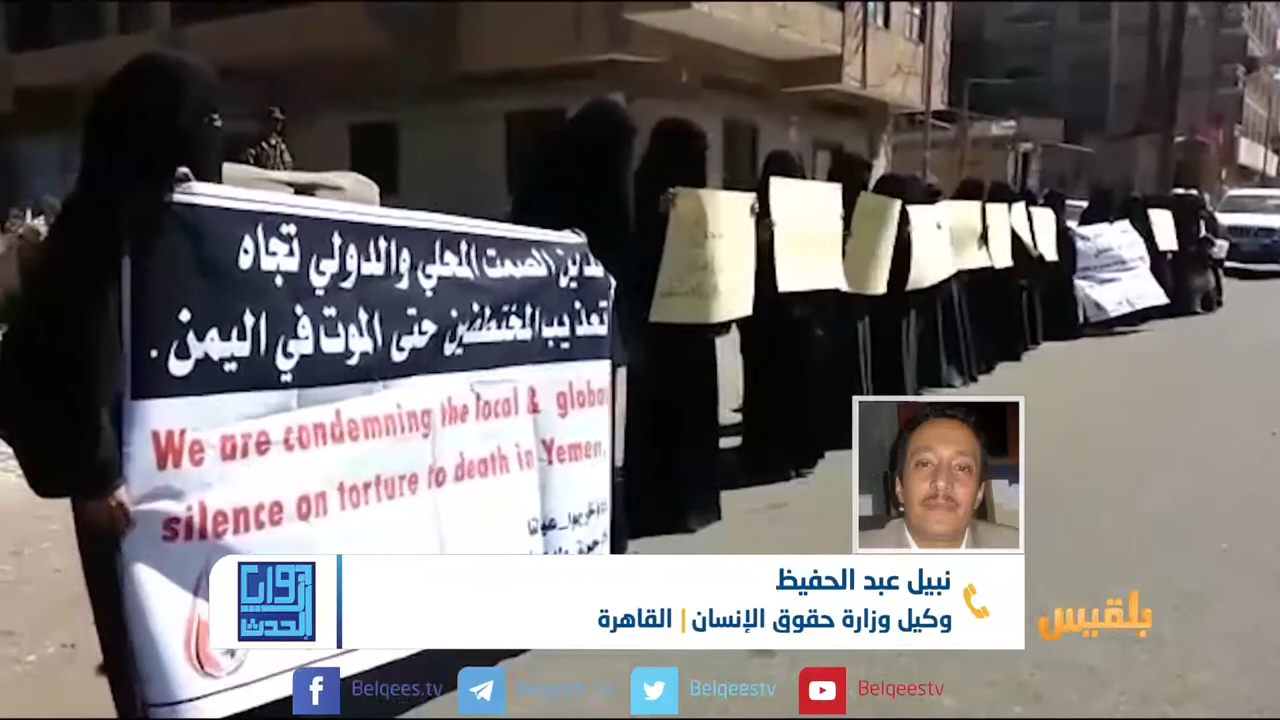 ندين الصمت المحلي والدولي تجاه
تعذيب المختطفين حتى الموت في اليمن .
We are condemning the local & global
silence on torture to death in Yemen.
نبيل عبد الحفيظ
وكيل وزارة حقوق الإنسان | القاهرة
زوايا الحدث
بلقيس
Belqees.tv
Belqees.tv
Belqeestv
Belqeestv